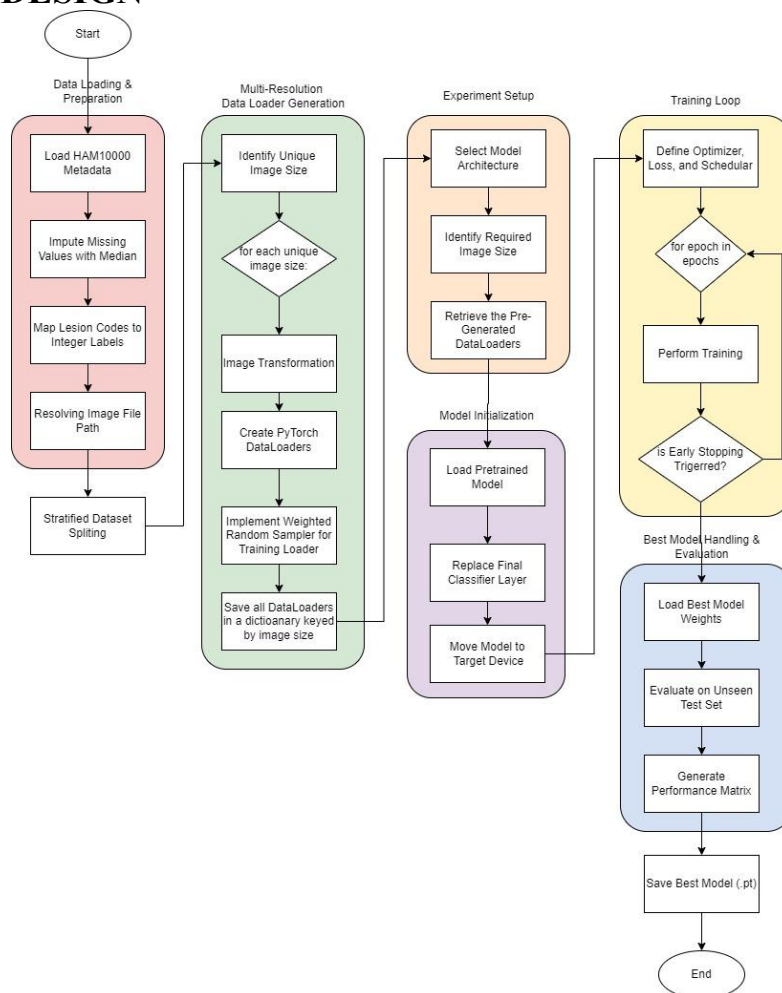 DESIGN
Start
Data Loading &
Preparation
Load HAM10000
Metadata
Impute Missing
Values with Median
Map Lesion Codes to
Integer Labels
Resolving Image File
Path
Stratified Dataset
Spliting
Multi-Resolution
Data Loader Generation
Identify Unique
Image Size
for each unique
image size:
Image Transformation
Create PyTorch
DataLoaders
Implement Weighted
Random Sampler for
Training Loader
Save all DataLoaders
in a dictioanary keyed
by image size
Experiment Setup
Select Model
Architecture
Identify Required
Image Size
Retrieve the Pre-
Generated
DataLoaders
Model Initialization
Load Pretrained
Model
Replace Final
Classifier Layer
Move Model to
Target Device
Training Loop
Define Optimizer,
Loss, and Schedular
for epoch in
epochs
Perform Training
is Early Stopping
Trigerred?
Best Model Handling &
Evaluation
Load Best Model
Weights
Evaluate on Unseen
Test Set
Generate
Performance Matrix
Save Best Model (.pt)
End